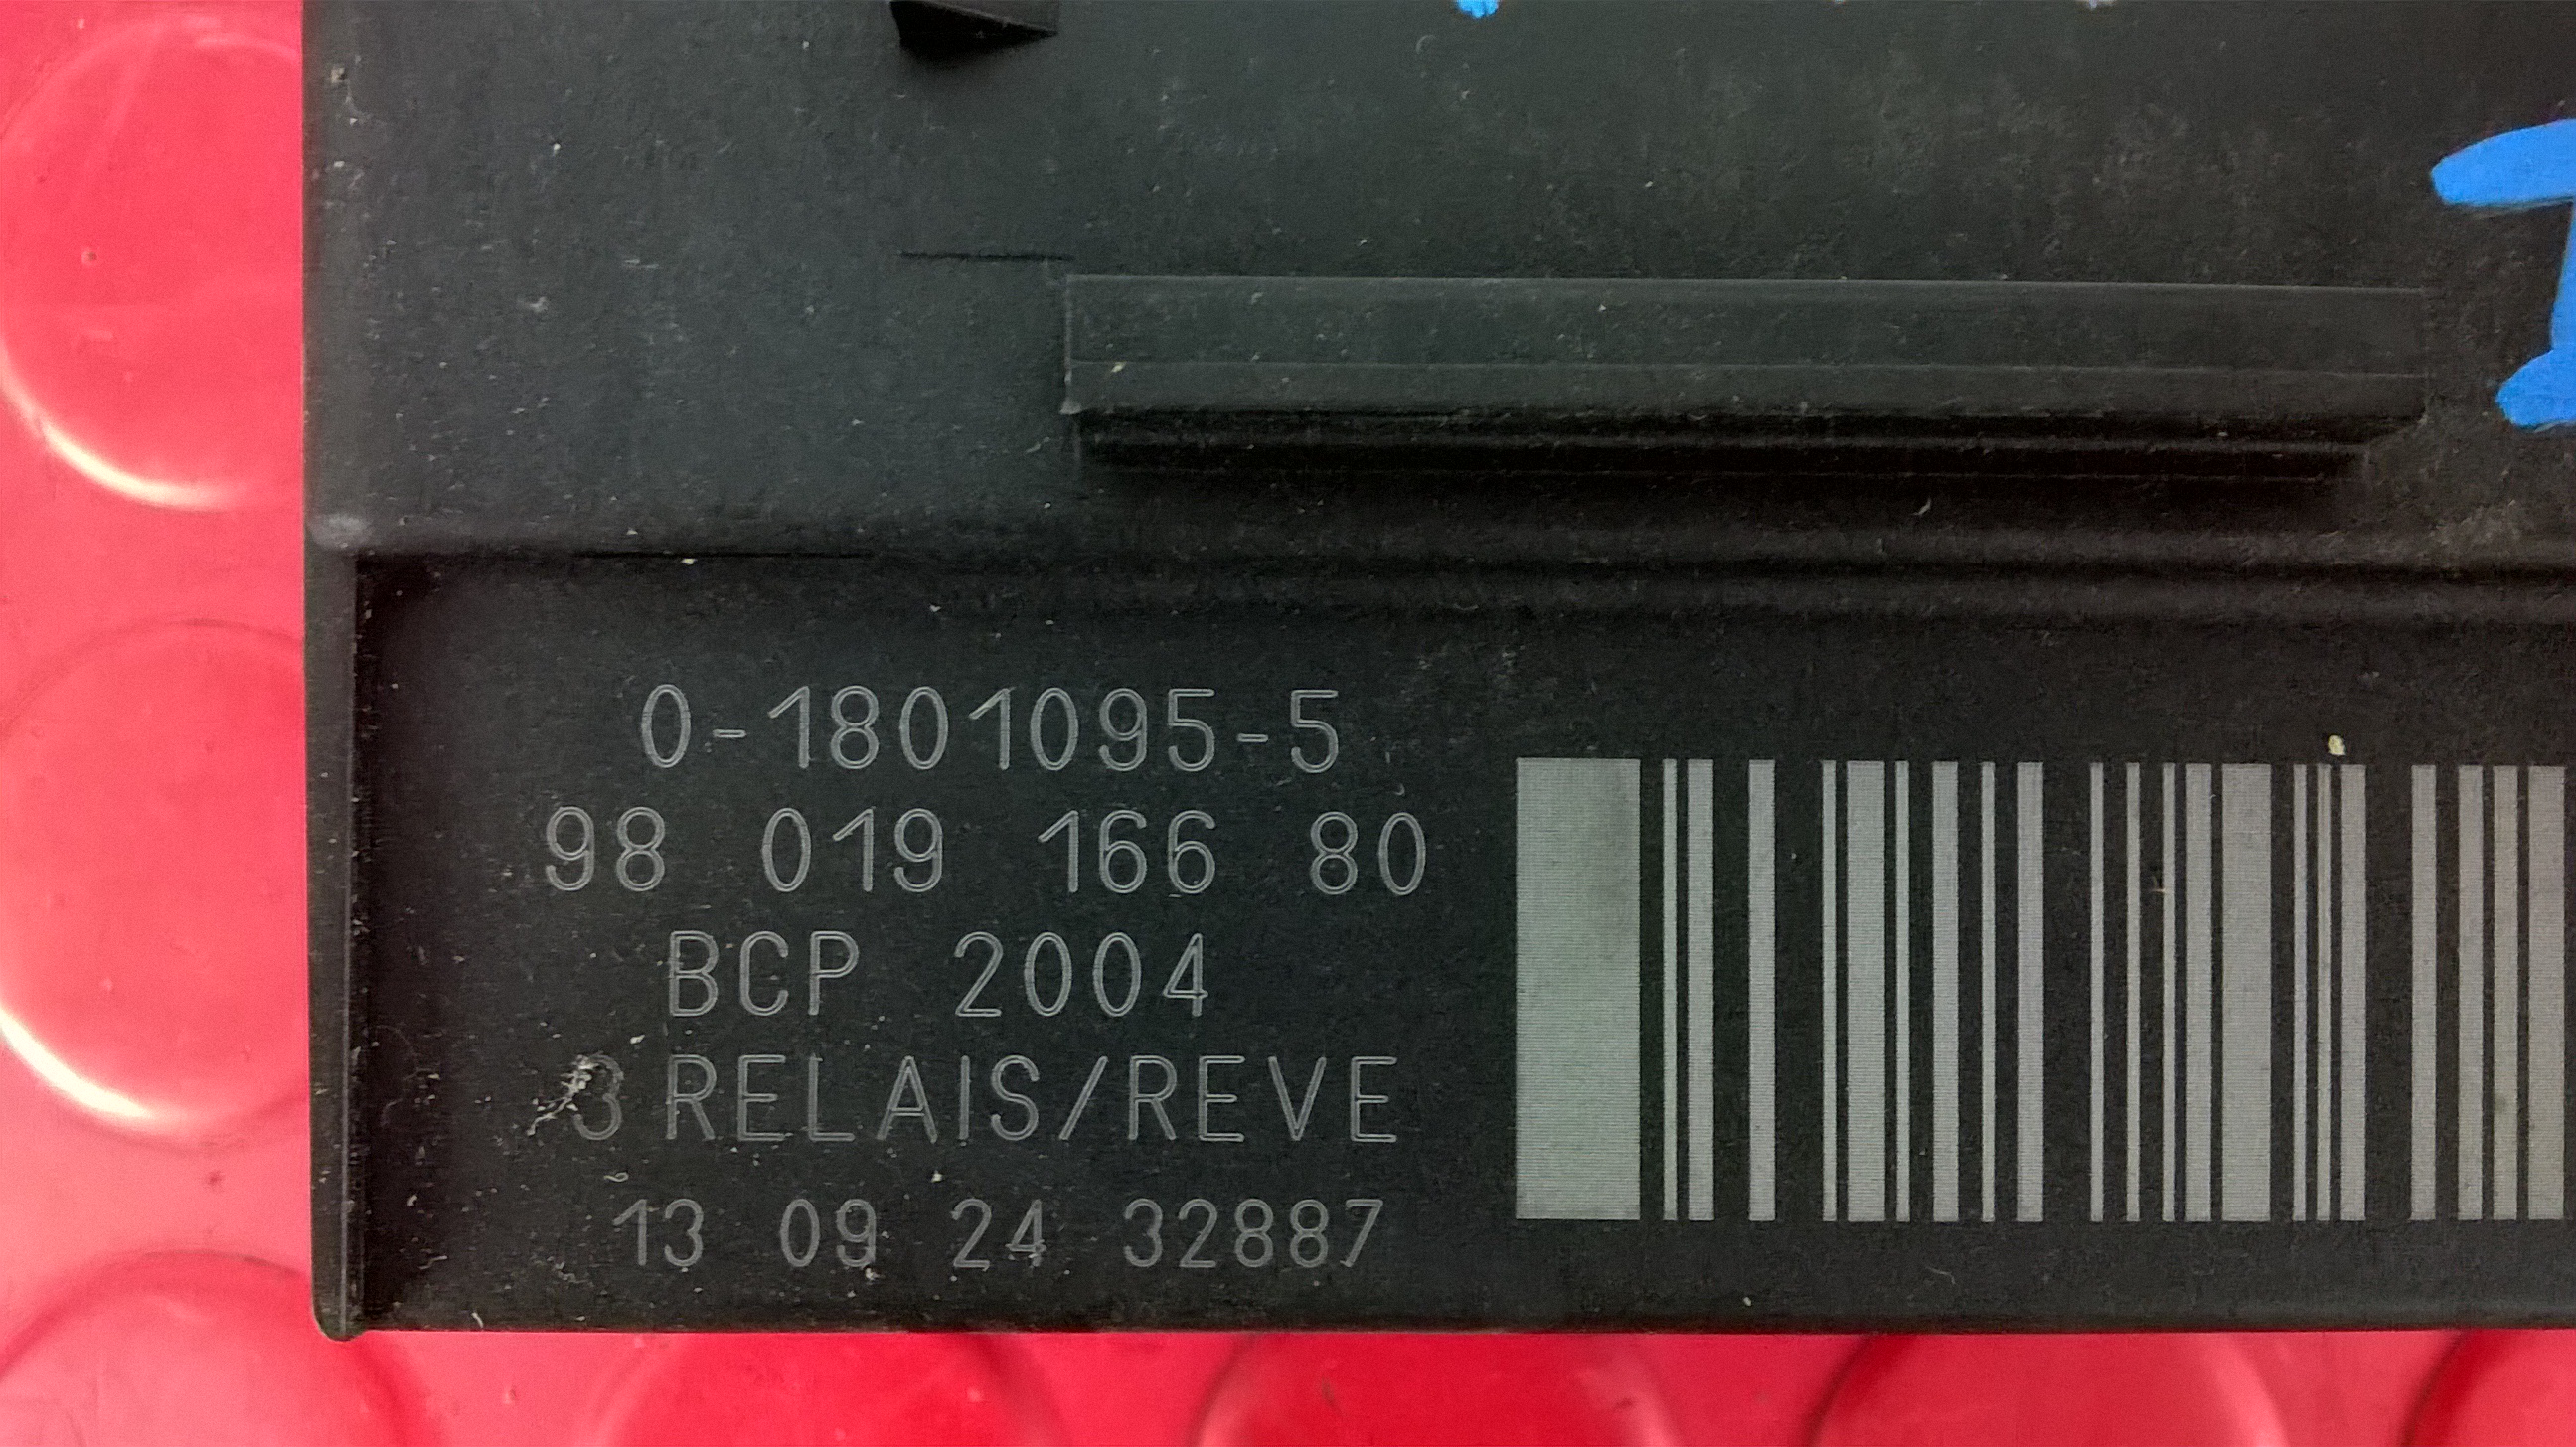 0-1801095-5
98 019 166 80
BCP 2004
3 RELAIS/REVE
13 09 24 32887